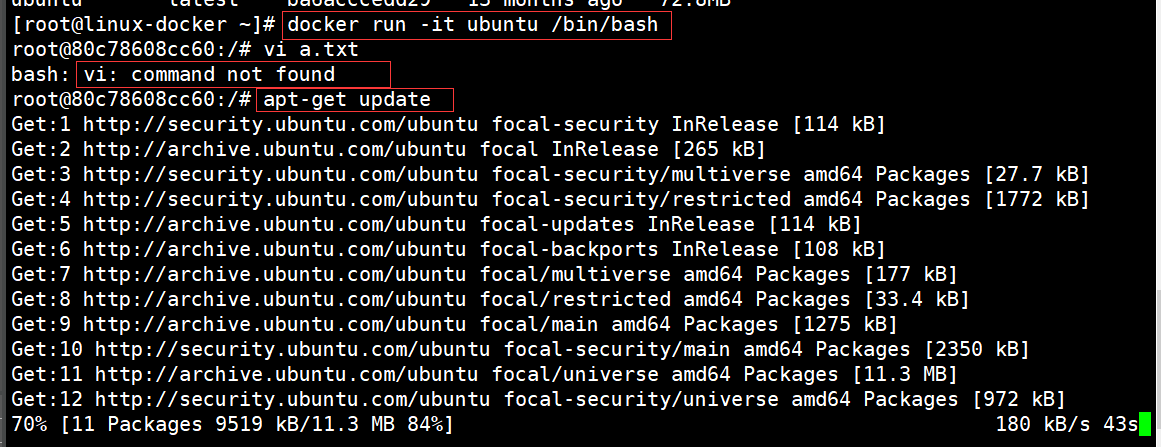 ubuntu latest ba6acccedd29 13 months ago 72.8MB
[root@linux-docker ~]# docker run -it ubuntu /bin/bash
root@80c78608cc60:/# vi a.txt
bash: vi: command not found
root@80c78608cc60:/# apt-get update
Get:1 http://security.ubuntu.com/ubuntu focal-security InRelease [114 kB]
Get:2 http://archive.ubuntu.com/ubuntu focal InRelease [265 kB]
Get:3 http://security.ubuntu.com/ubuntu focal-security/multiverse amd64 Packages [27.7 kB]
Get:4 http://security.ubuntu.com/ubuntu focal-security/restricted amd64 Packages [1772 kB]
Get:5 http://archive.ubuntu.com/ubuntu focal-updates InRelease [114 kB]
Get:6 http://archive.ubuntu.com/ubuntu focal-backports InRelease [108 kB]
Get:7 http://archive.ubuntu.com/ubuntu focal/multiverse amd64 Packages [177 kB]
Get:8 http://archive.ubuntu.com/ubuntu focal/restricted amd64 Packages [33.4 kB]
Get:9 http://archive.ubuntu.com/ubuntu focal/main amd64 Packages [1275 kB]
Get:10 http://security.ubuntu.com/ubuntu focal-security/main amd64 Packages [2350 kB]
Get:11 http://archive.ubuntu.com/ubuntu focal/universe amd64 Packages [11.3 MB]
Get:12 http://security.ubuntu.com/ubuntu focal-security/universe amd64 Packages [972 kB]
70% [11 Packages 9519 kB/11.3 MB 84%] 180 kB/s 43s